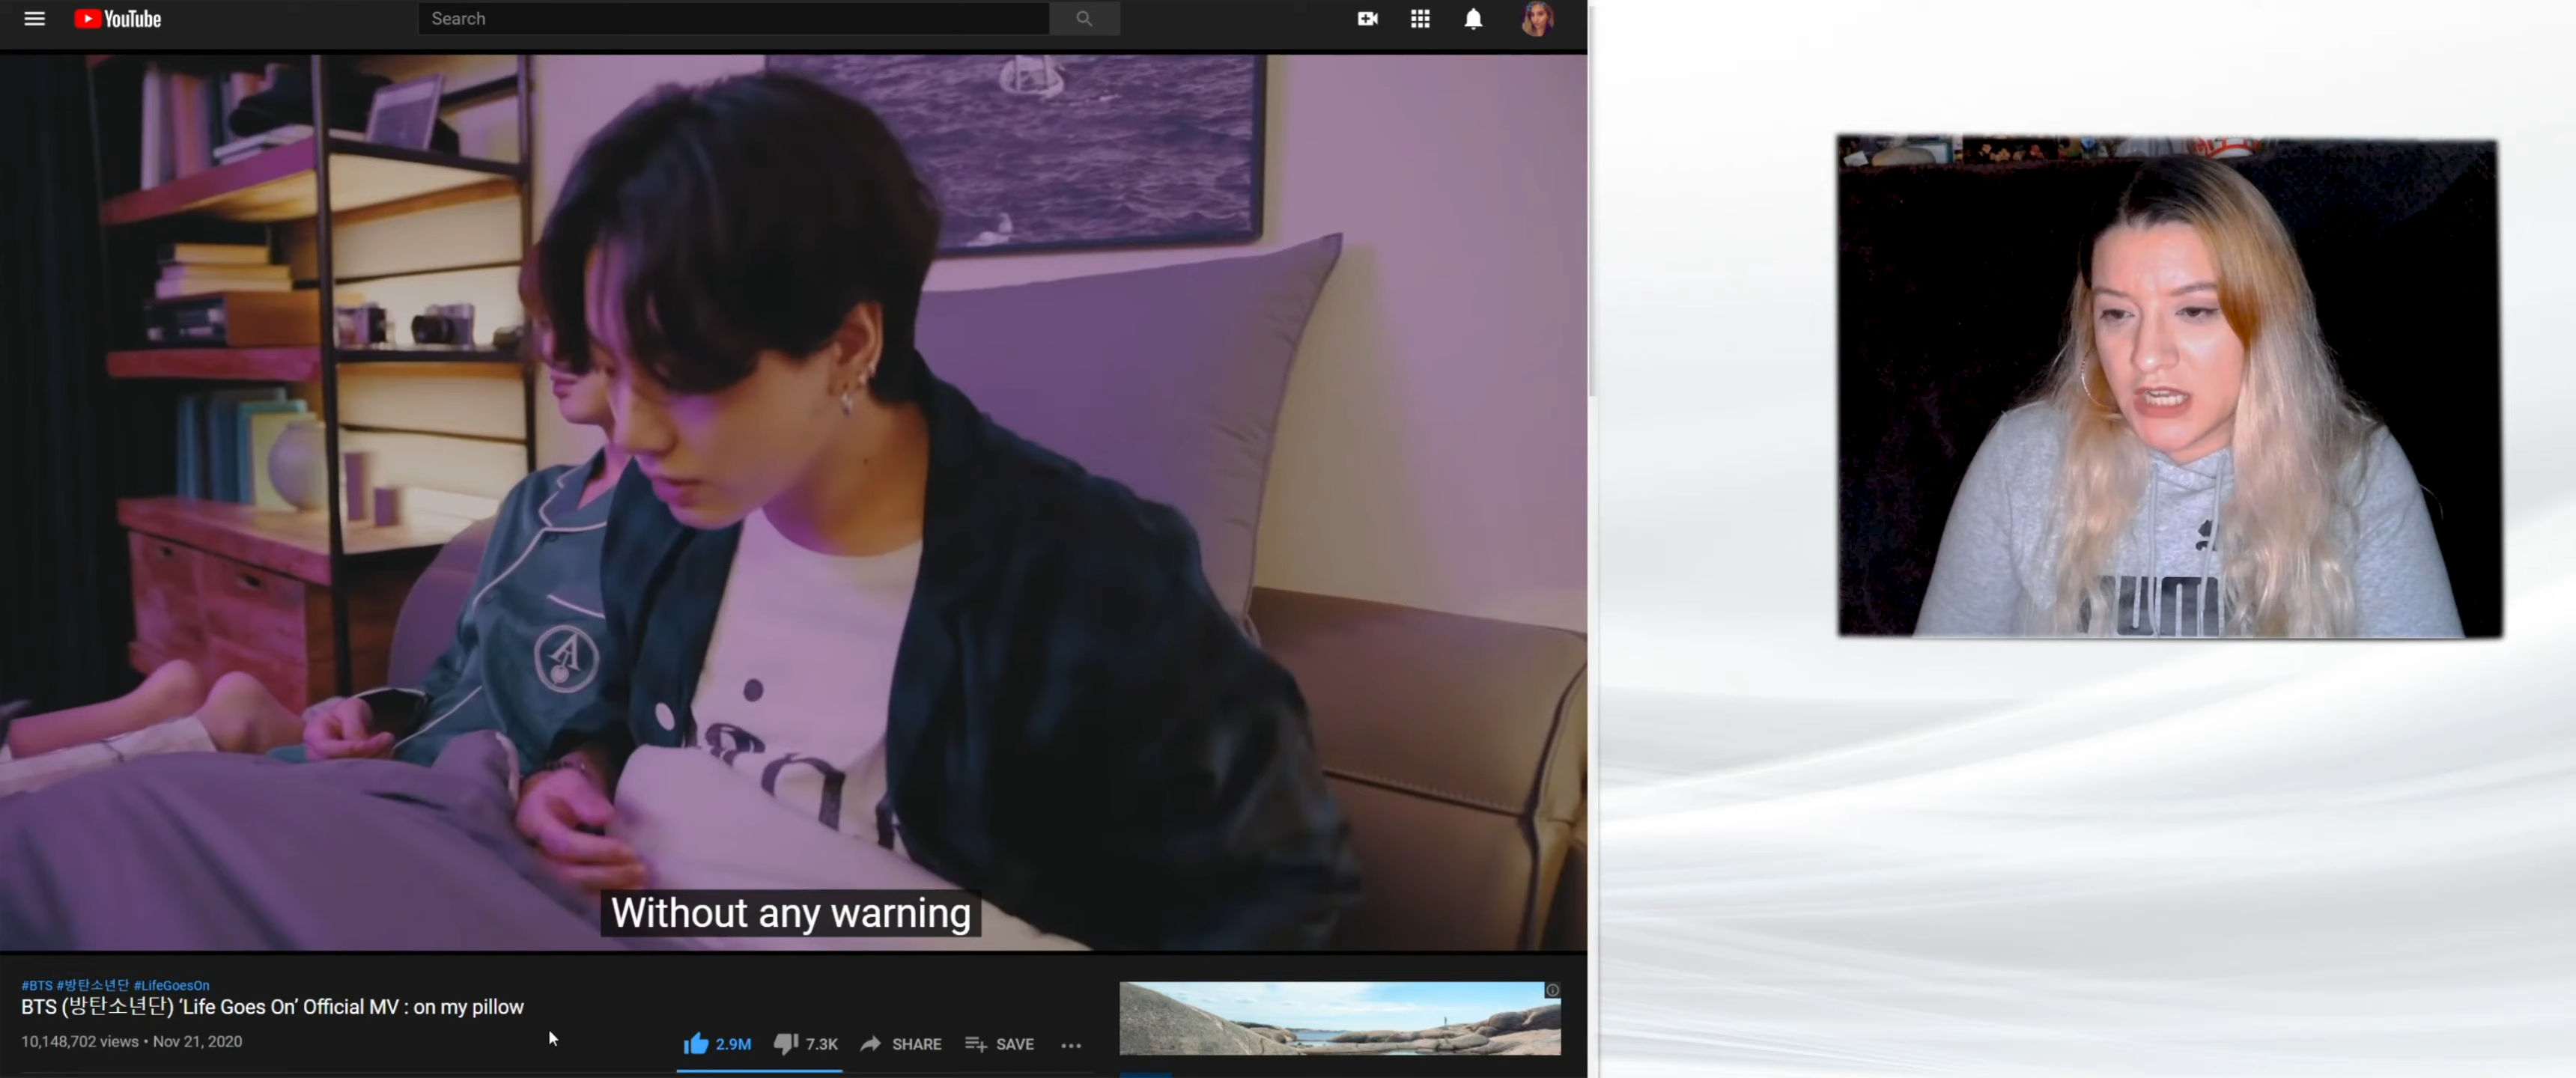 YouTube
Search
Without any warning
#BTS #방탄소년단 #LifeGoesOn
BTS (방탄소년단) ‘Life Goes On’ Official MV : on my pillow
10,148,702 views • Nov 21, 2020
2.9M
7.3K
SHARE
SAVE
A